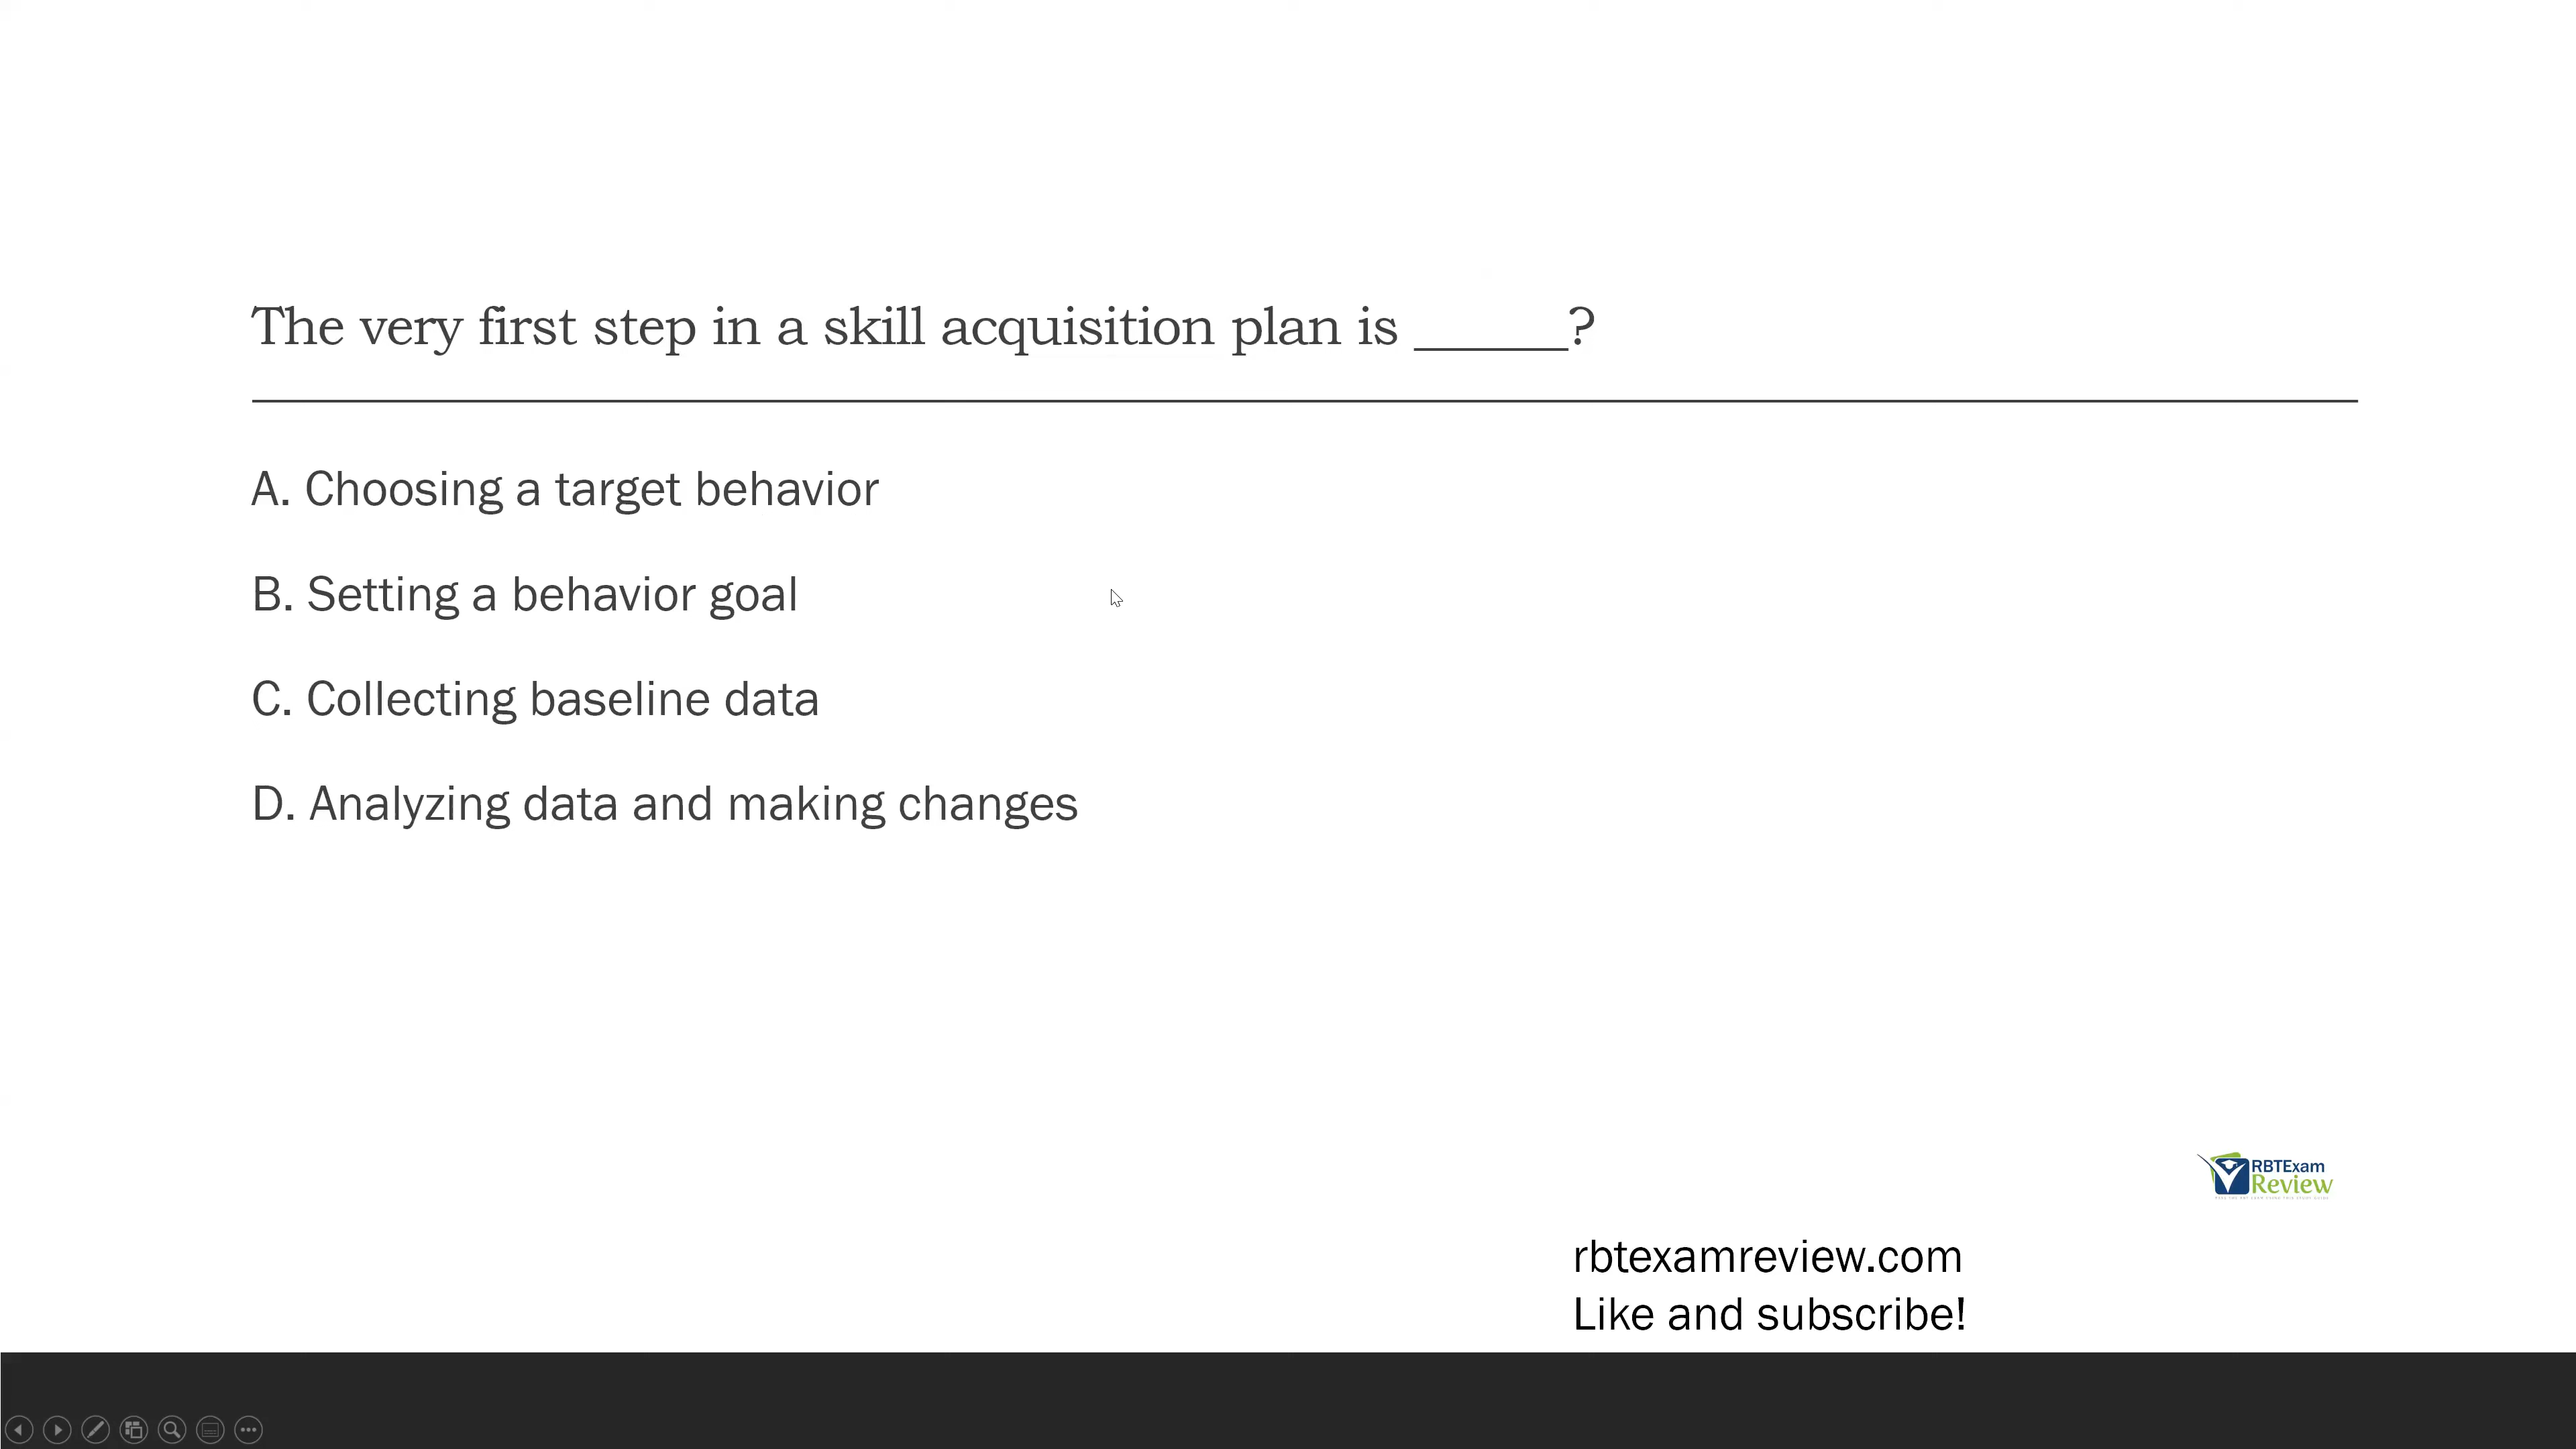 The very first step in a skill acquisition plan is ______?
A. Choosing a target behavior
B. Setting a behavior goal
C. Collecting baseline data
D. Analyzing data and making changes
RBTExam
Review
rbtexamreview.com
Like and subscribe!